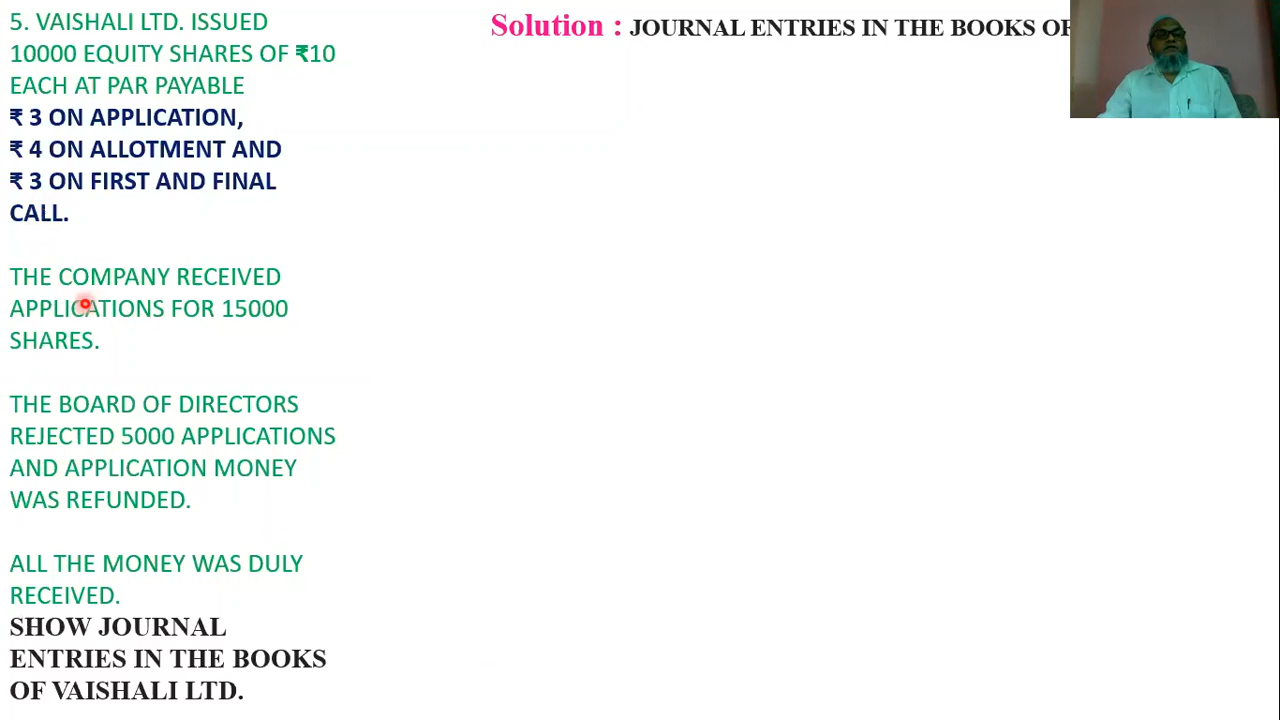 5. VAISHALI LTD. ISSUED
10000 EQUITY SHARES OF ₹10
EACH AT PAR PAYABLE
₹ 3 ON APPLICATION,
₹ 4 ON ALLOTMENT AND
₹ 3 ON FIRST AND FINAL
CALL.
THE COMPANY RECEIVED
APPLICATIONS FOR 15000
SHARES.
THE BOARD OF DIRECTORS
REJECTED 5000 APPLICATIONS
AND APPLICATION MONEY
WAS REFUNDED.
ALL THE MONEY WAS DULY
RECEIVED.
SHOW JOURNAL
ENTRIES IN THE BOOKS
OF VAISHALI LTD.
Solution : JOURNAL ENTRIES IN THE BOOKS OF